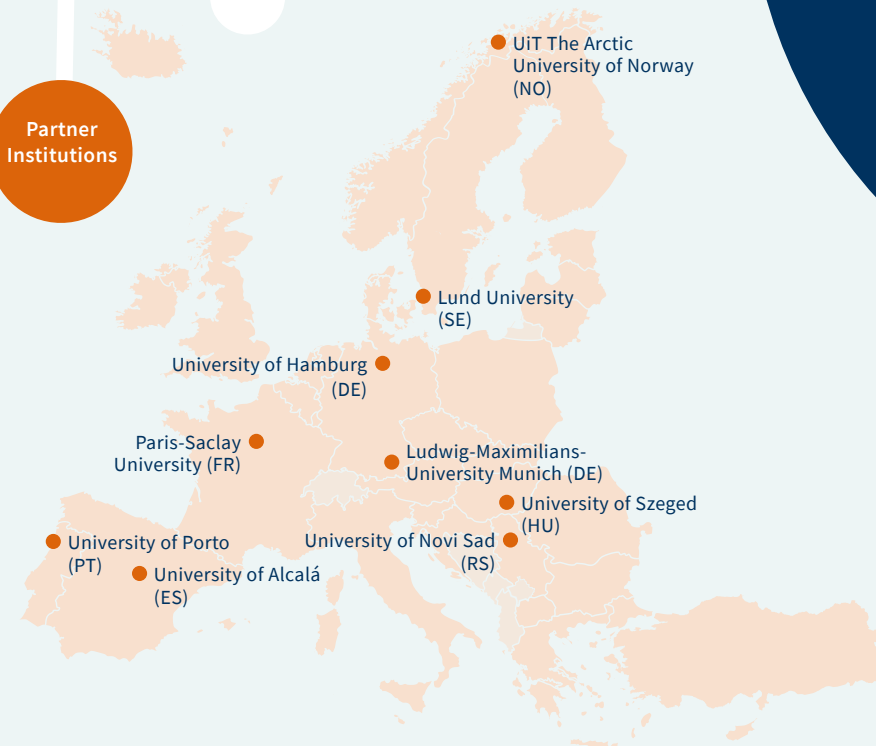 Partner
Institutions
UiT The Arctic
University of Norway
(NO)
Lund University
(SE)
University of Hamburg
(DE)
Paris-Saclay
University (FR)
Ludwig-Maximilians-
University Munich (DE)
University of Szeged
(HU)
University of Novi Sad
(RS)
University of Porto
(PT)
University of Alcalá
(ES)